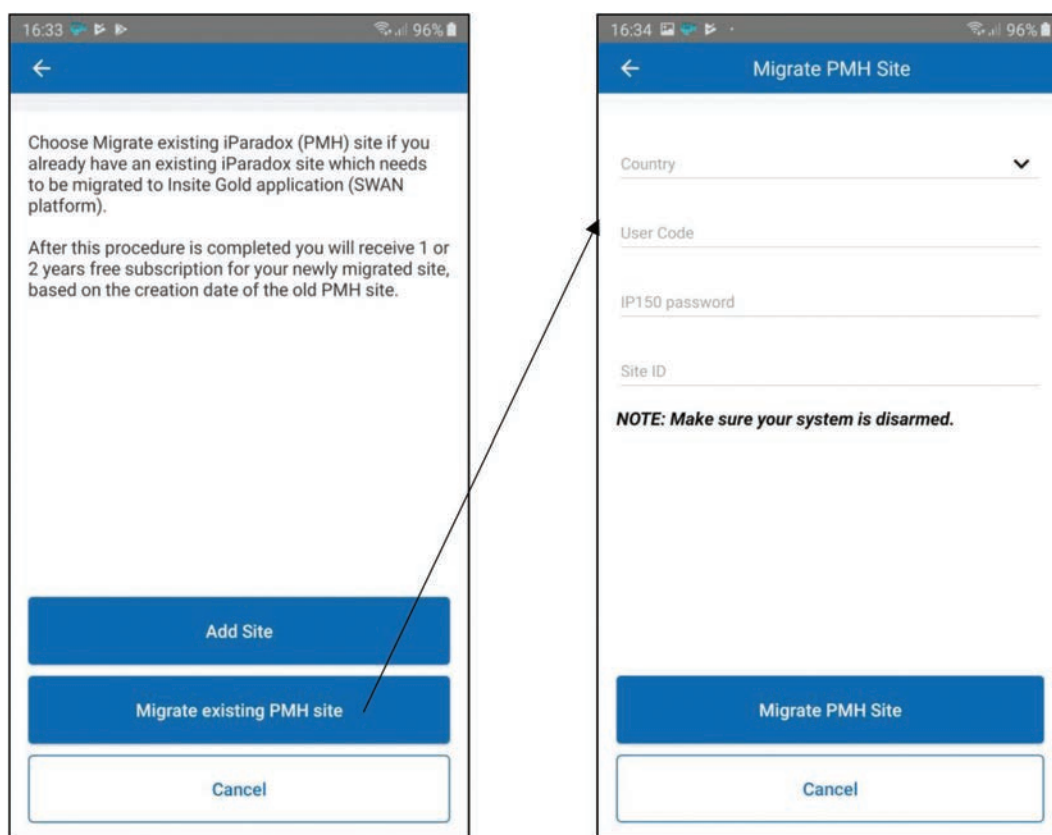 16:33 96%
Choose Migrate existing iParadox (PMH) site if you
already have an existing iParadox site which needs
to be migrated to Insite Gold application (SWAN
platform).
After this procedure is completed you will receive 1 or
2 years free subscription for your newly migrated site,
based on the creation date of the old PMH site.
Add Site
Migrate existing PMH site
Cancel
16:34 96%
Migrate PMH Site
Country
User Code
IP150 password
Site ID
NOTE: Make sure your system is disarmed.
Migrate PMH Site
Cancel